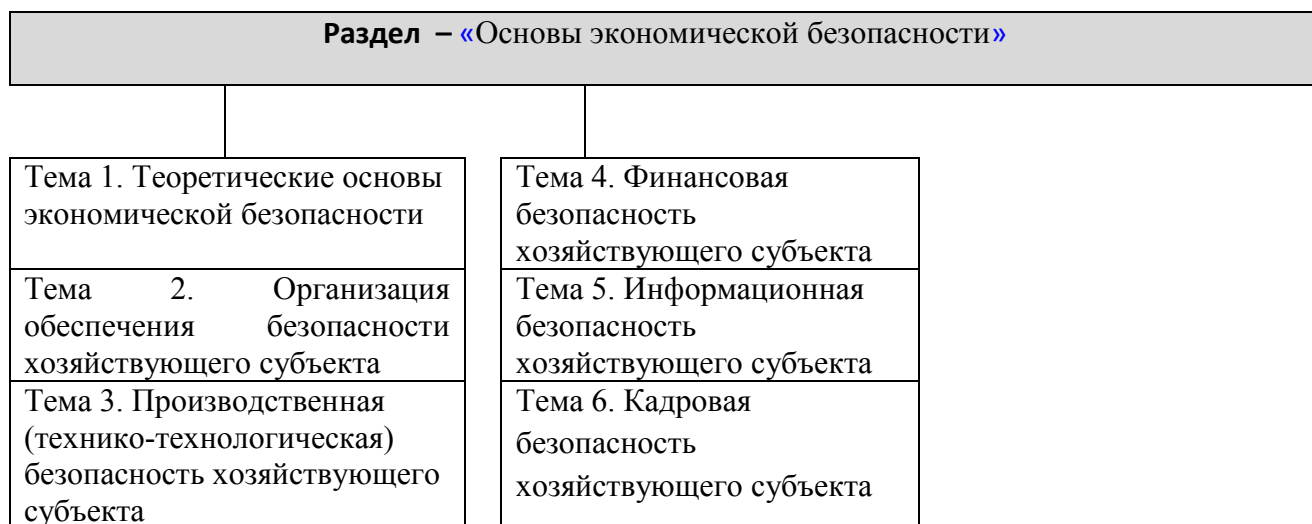 Раздел – «Основы экономической безопасности»
Тема 1. Теоретические основы
экономической безопасности
Тема 2. Организация
обеспечения безопасности
хозяйствующего субъекта
Тема 3. Производственная
(технико-технологическая)
безопасность хозяйствующего
субъекта
Тема 4. Финансовая
безопасность
хозяйствующего субъекта
Тема 5. Информационная
безопасность
хозяйствующего субъекта
Тема 6. Кадровая
безопасность
хозяйствующего субъекта